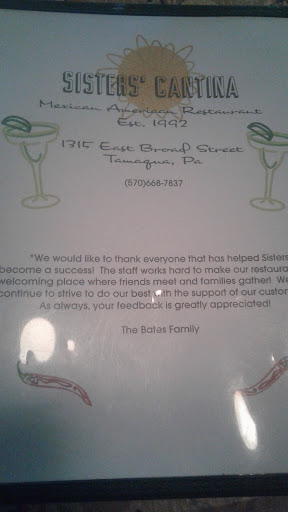 SISTERS' CANTINA
Mexican American Restaurant
Est. 1992
1315 East Broad Street
Tamaqua, Pa
(570)668-7837
"We would like to thank everyone that has helped Sisters
become a success! The staff works hard to make our restaura
welcoming place where friends meet and families gather! We
continue to strive to do our best with the support of our custom
As always, your feedback is greatly appreciated!
The Bates Family